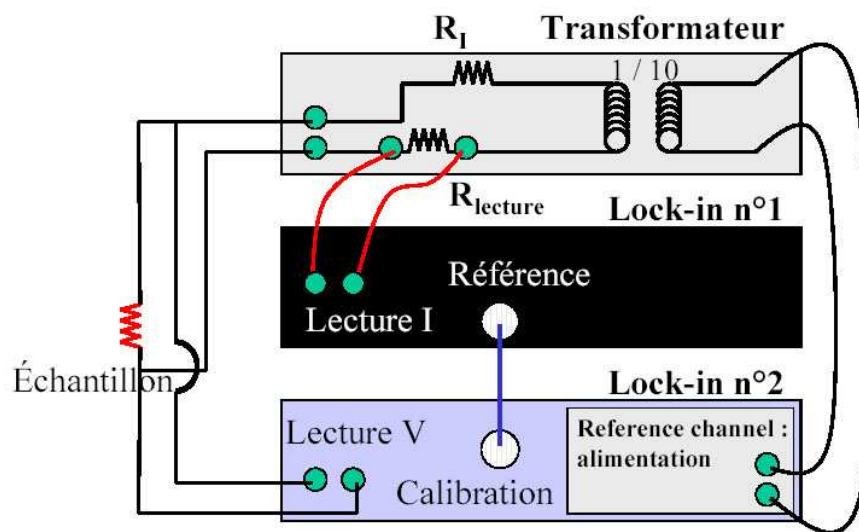 R_I
Transformateur
1 / 10
R_lecture
Lock-in n°1
Référence
Lecture I
Échantillon
Lock-in n°2
Lecture V
Reference channel :
alimentation
Calibration